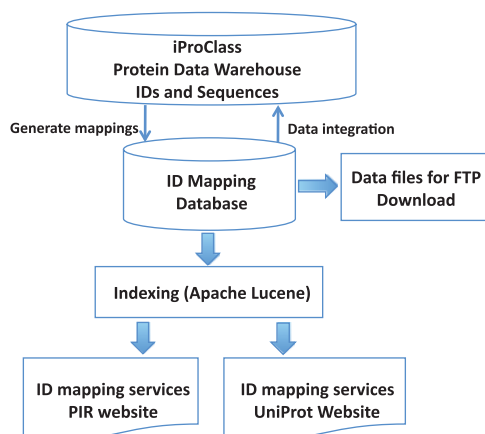 iProClass
Protein Data Warehouse
IDs and Sequences
Generate mappings
Data integration
ID Mapping
Database
Data files for FTP
Download
Indexing (Apache Lucene)
ID mapping services
PIR website
ID mapping services
UniProt Website